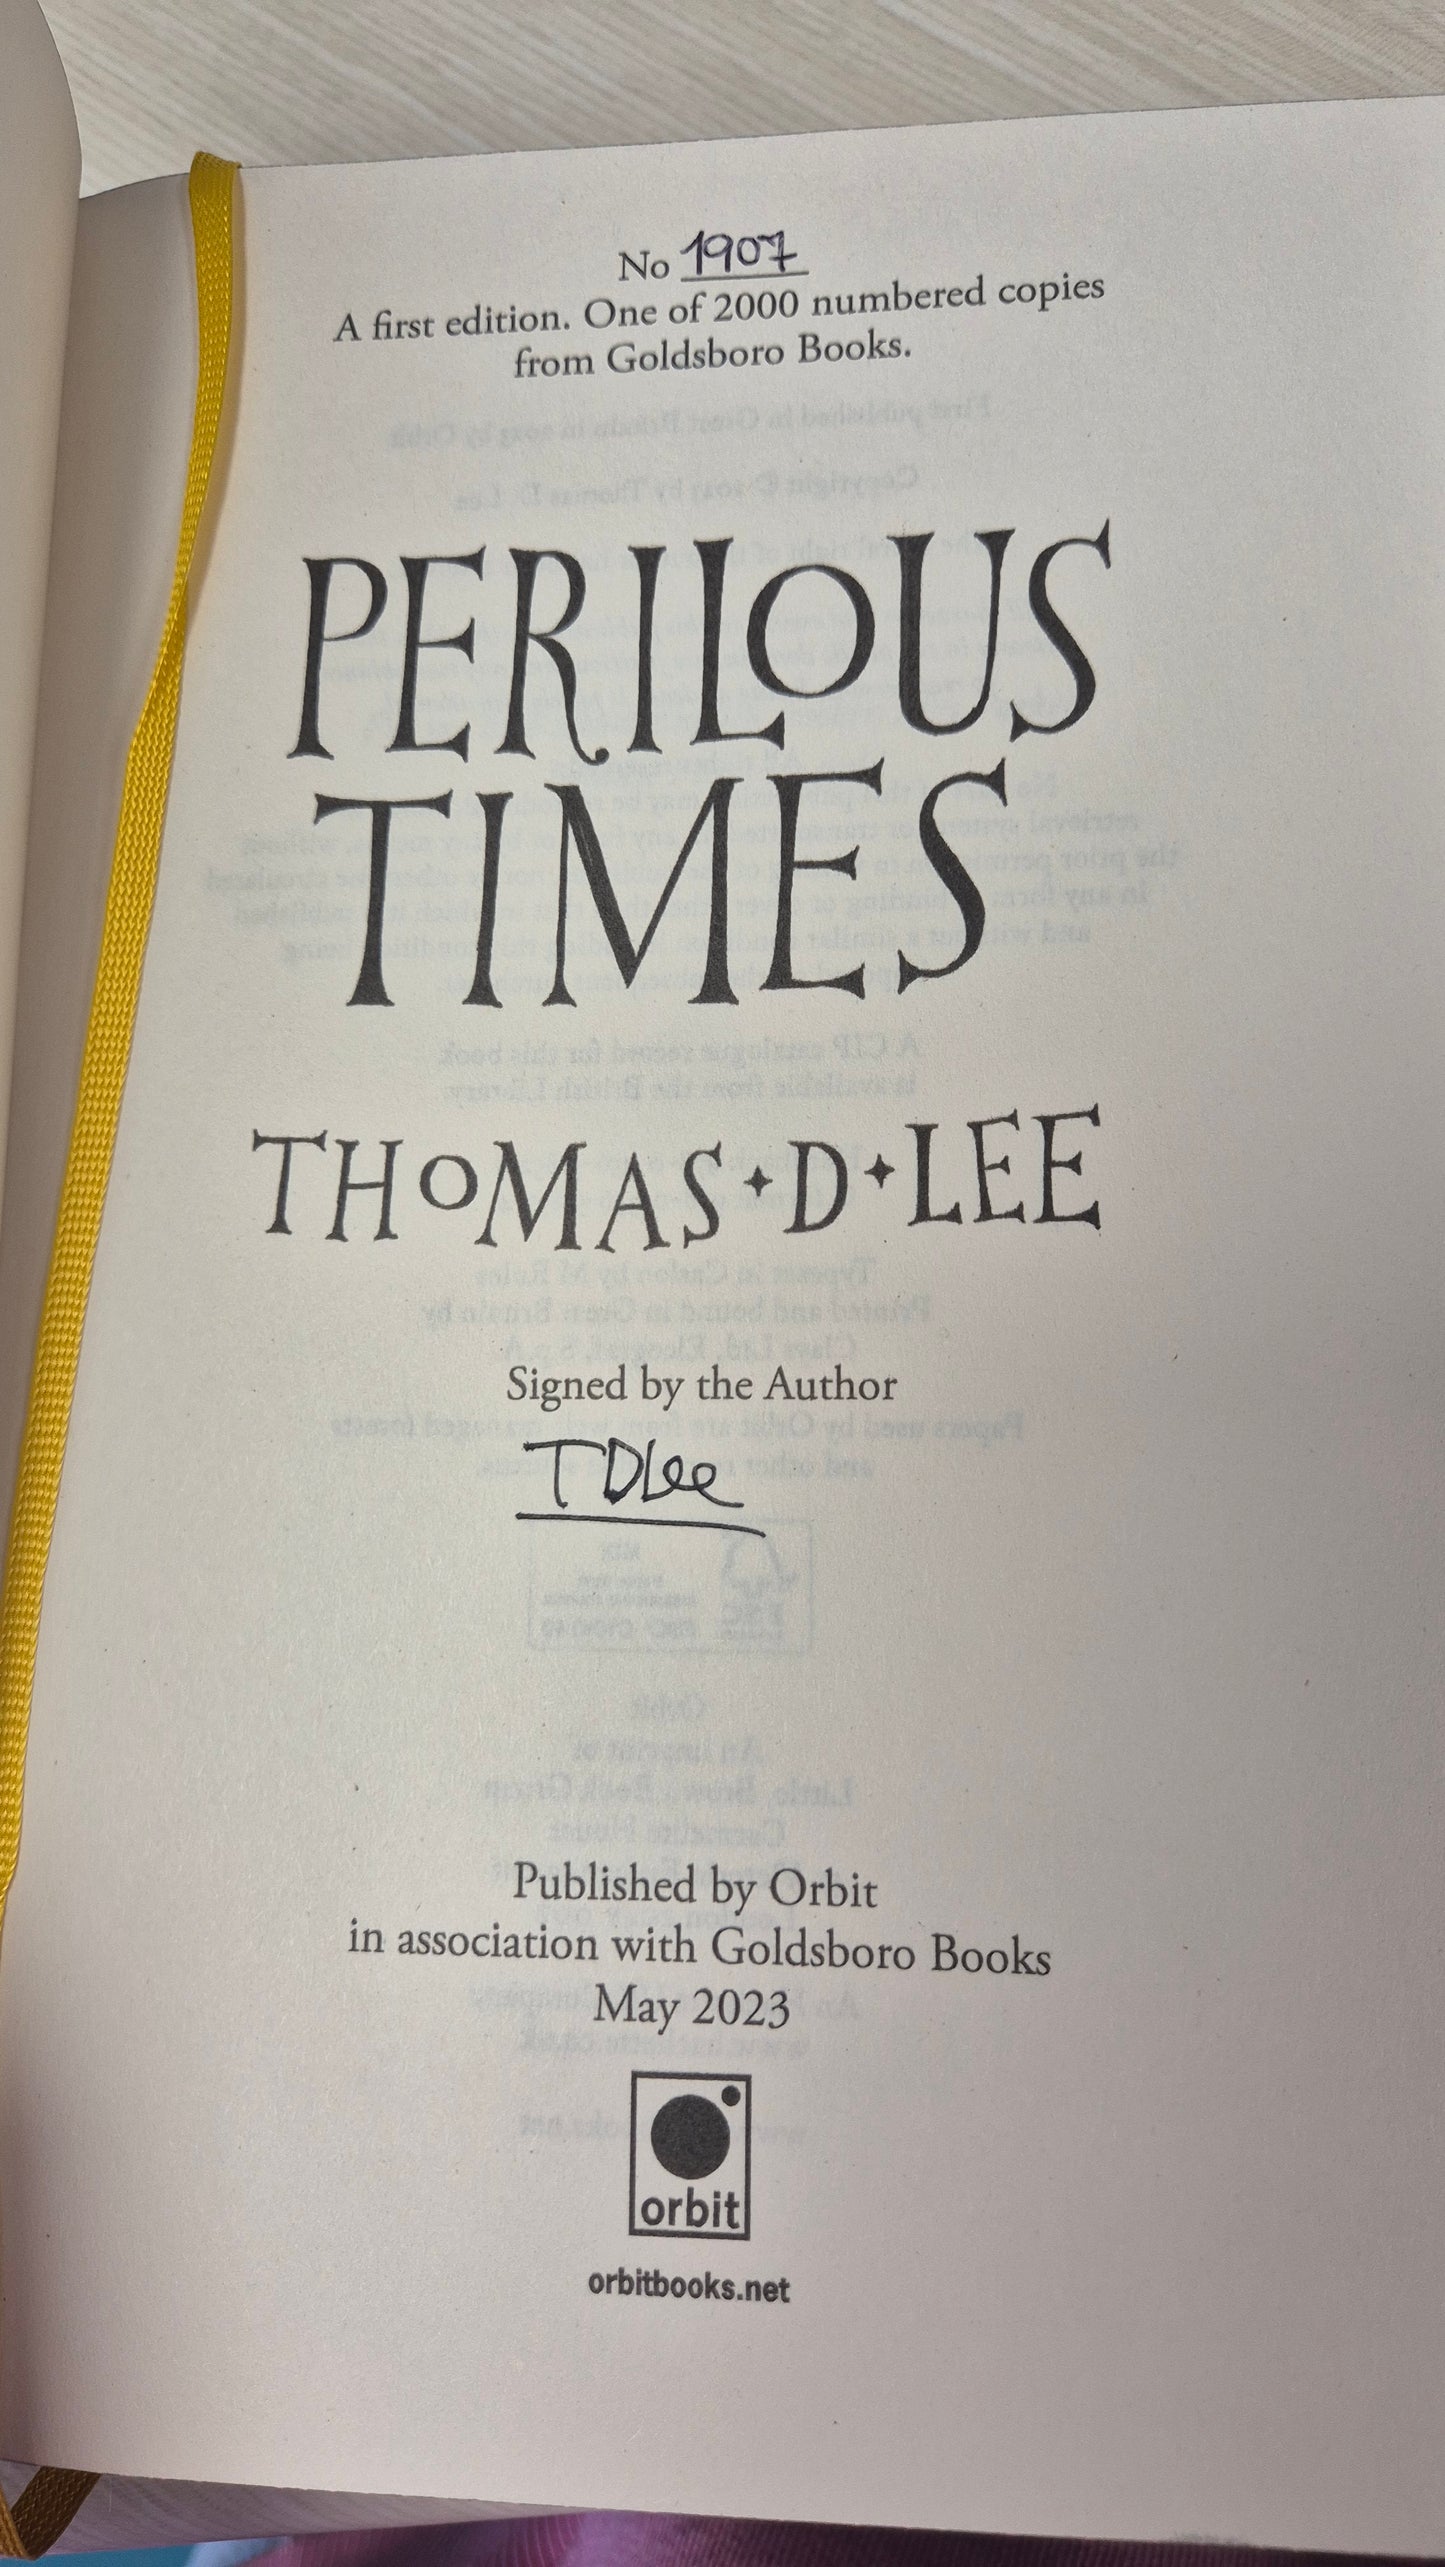 No 1907
A first edition. One of 2000 numbered copies
from Goldsboro Books.
PERILOUS
TIMES
THOMAS✦D✦LEE
Signed by the Author
TDLee
Published by Orbit
in association with Goldsboro Books
May 2023
orbit
orbitbooks.net